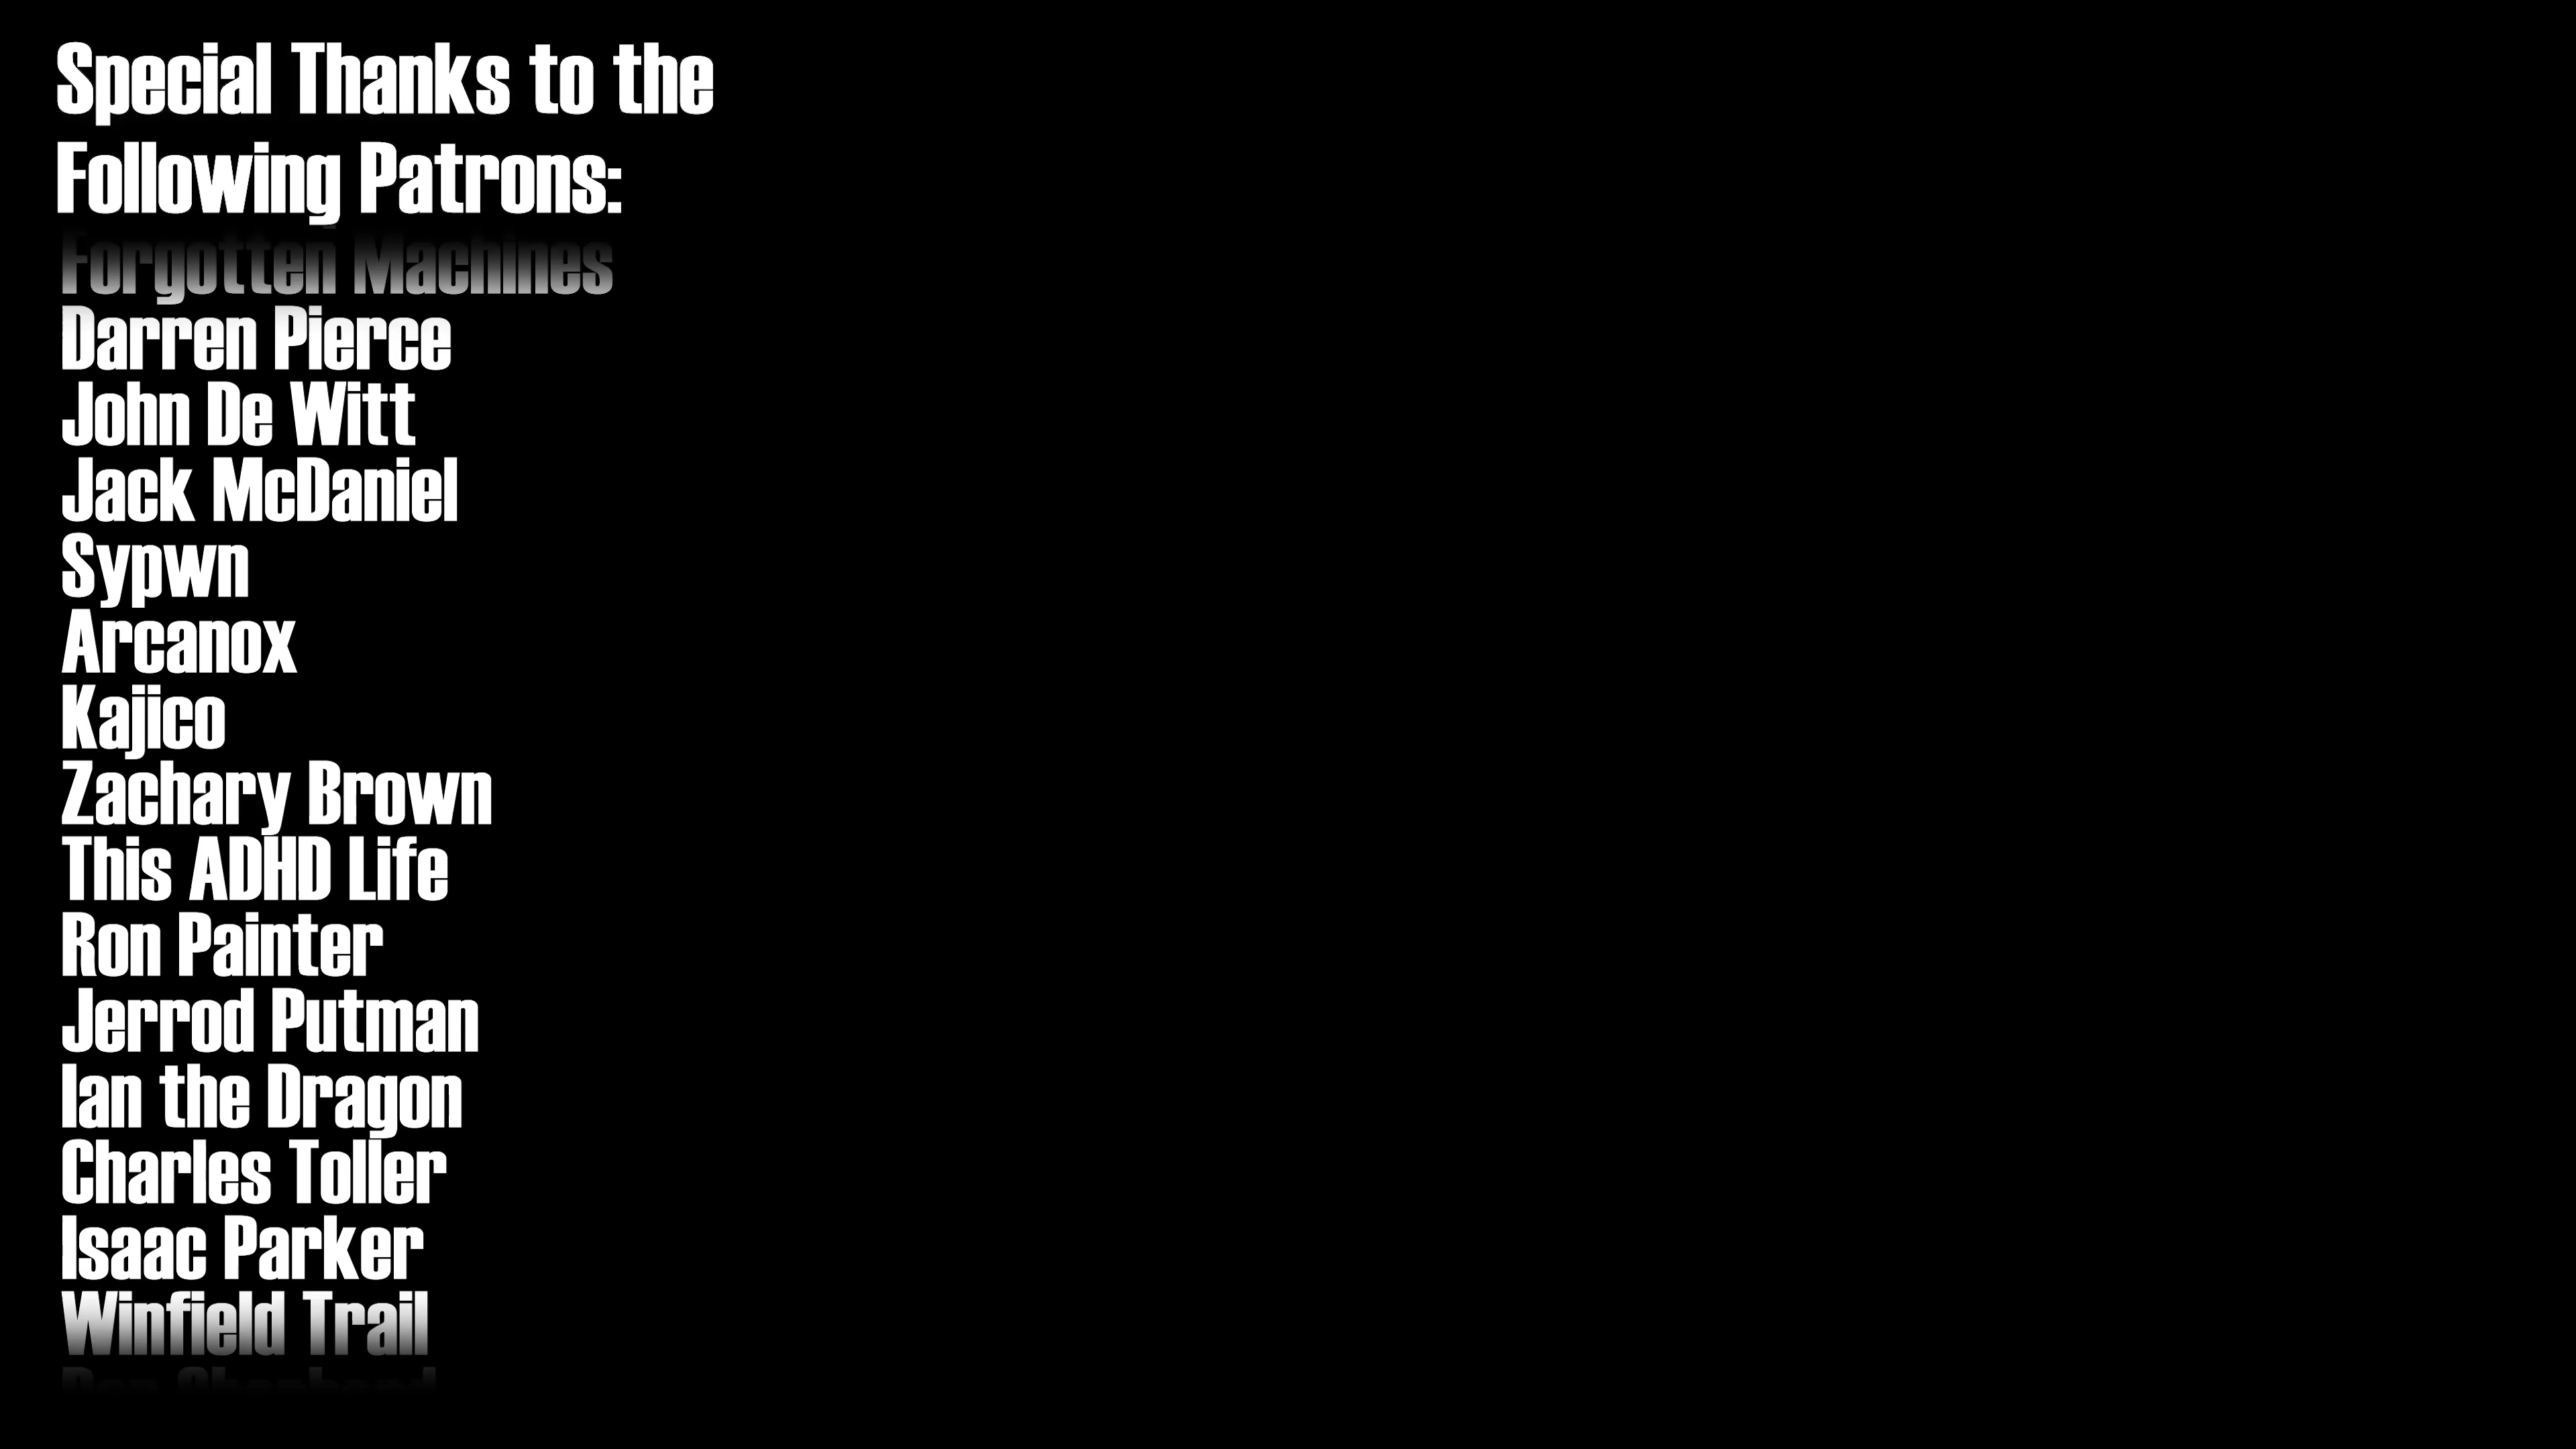 Special Thanks to the
Following Patrons:
Forgotten Machines
Darren Pierce
John De Witt
Jack McDaniel
Sypwn
Arcanox
Kajico
Zachary Brown
This ADHD Life
Ron Painter
Jerrod Putman
Ian the Dragon
Charles Toller
Isaac Parker
Winfield Trail